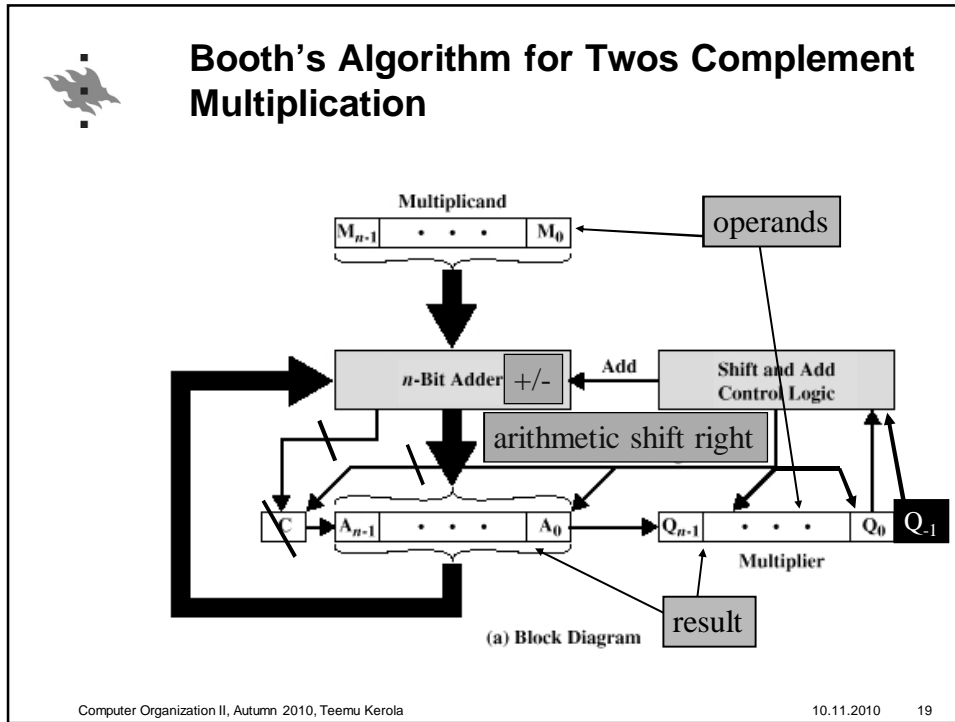 Booth's Algorithm for Twos Complement
Multiplication
Multiplicand
Mn-1 • • • M0
operands
n-Bit Adder +/-
Add
Shift and Add
Control Logic
arithmetic shift right
C An-1 • • • A0 Qn-1 • • • Q0 Q-1
Multiplier
result
(a) Block Diagram
Computer Organization II, Autumn 2010, Teemu Kerola 10.11.2010 19